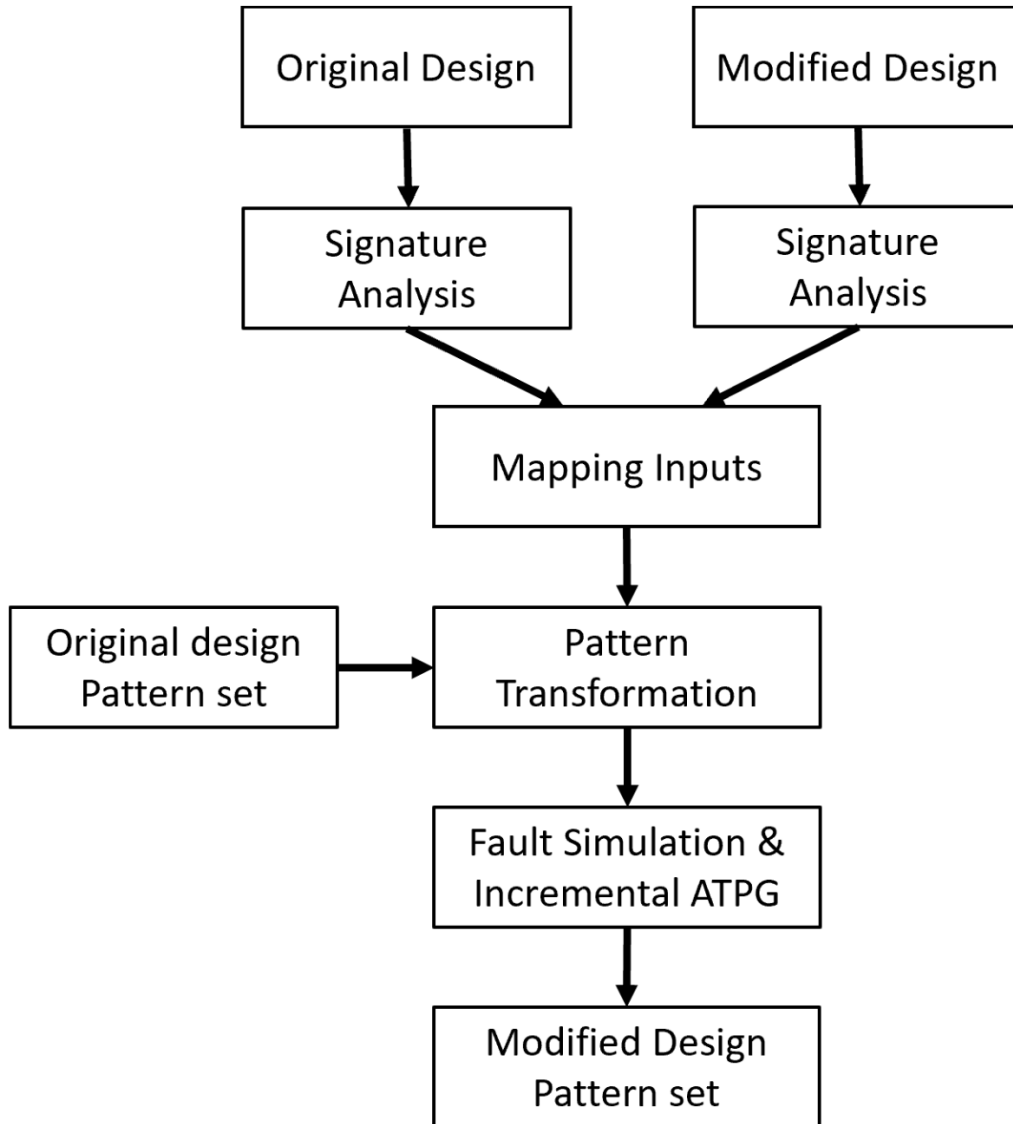 Original Design
Modified Design
Signature
Analysis
Signature
Analysis
Mapping Inputs
Original design
Pattern set
Pattern
Transformation
Fault Simulation &
Incremental ATPG
Modified Design
Pattern set